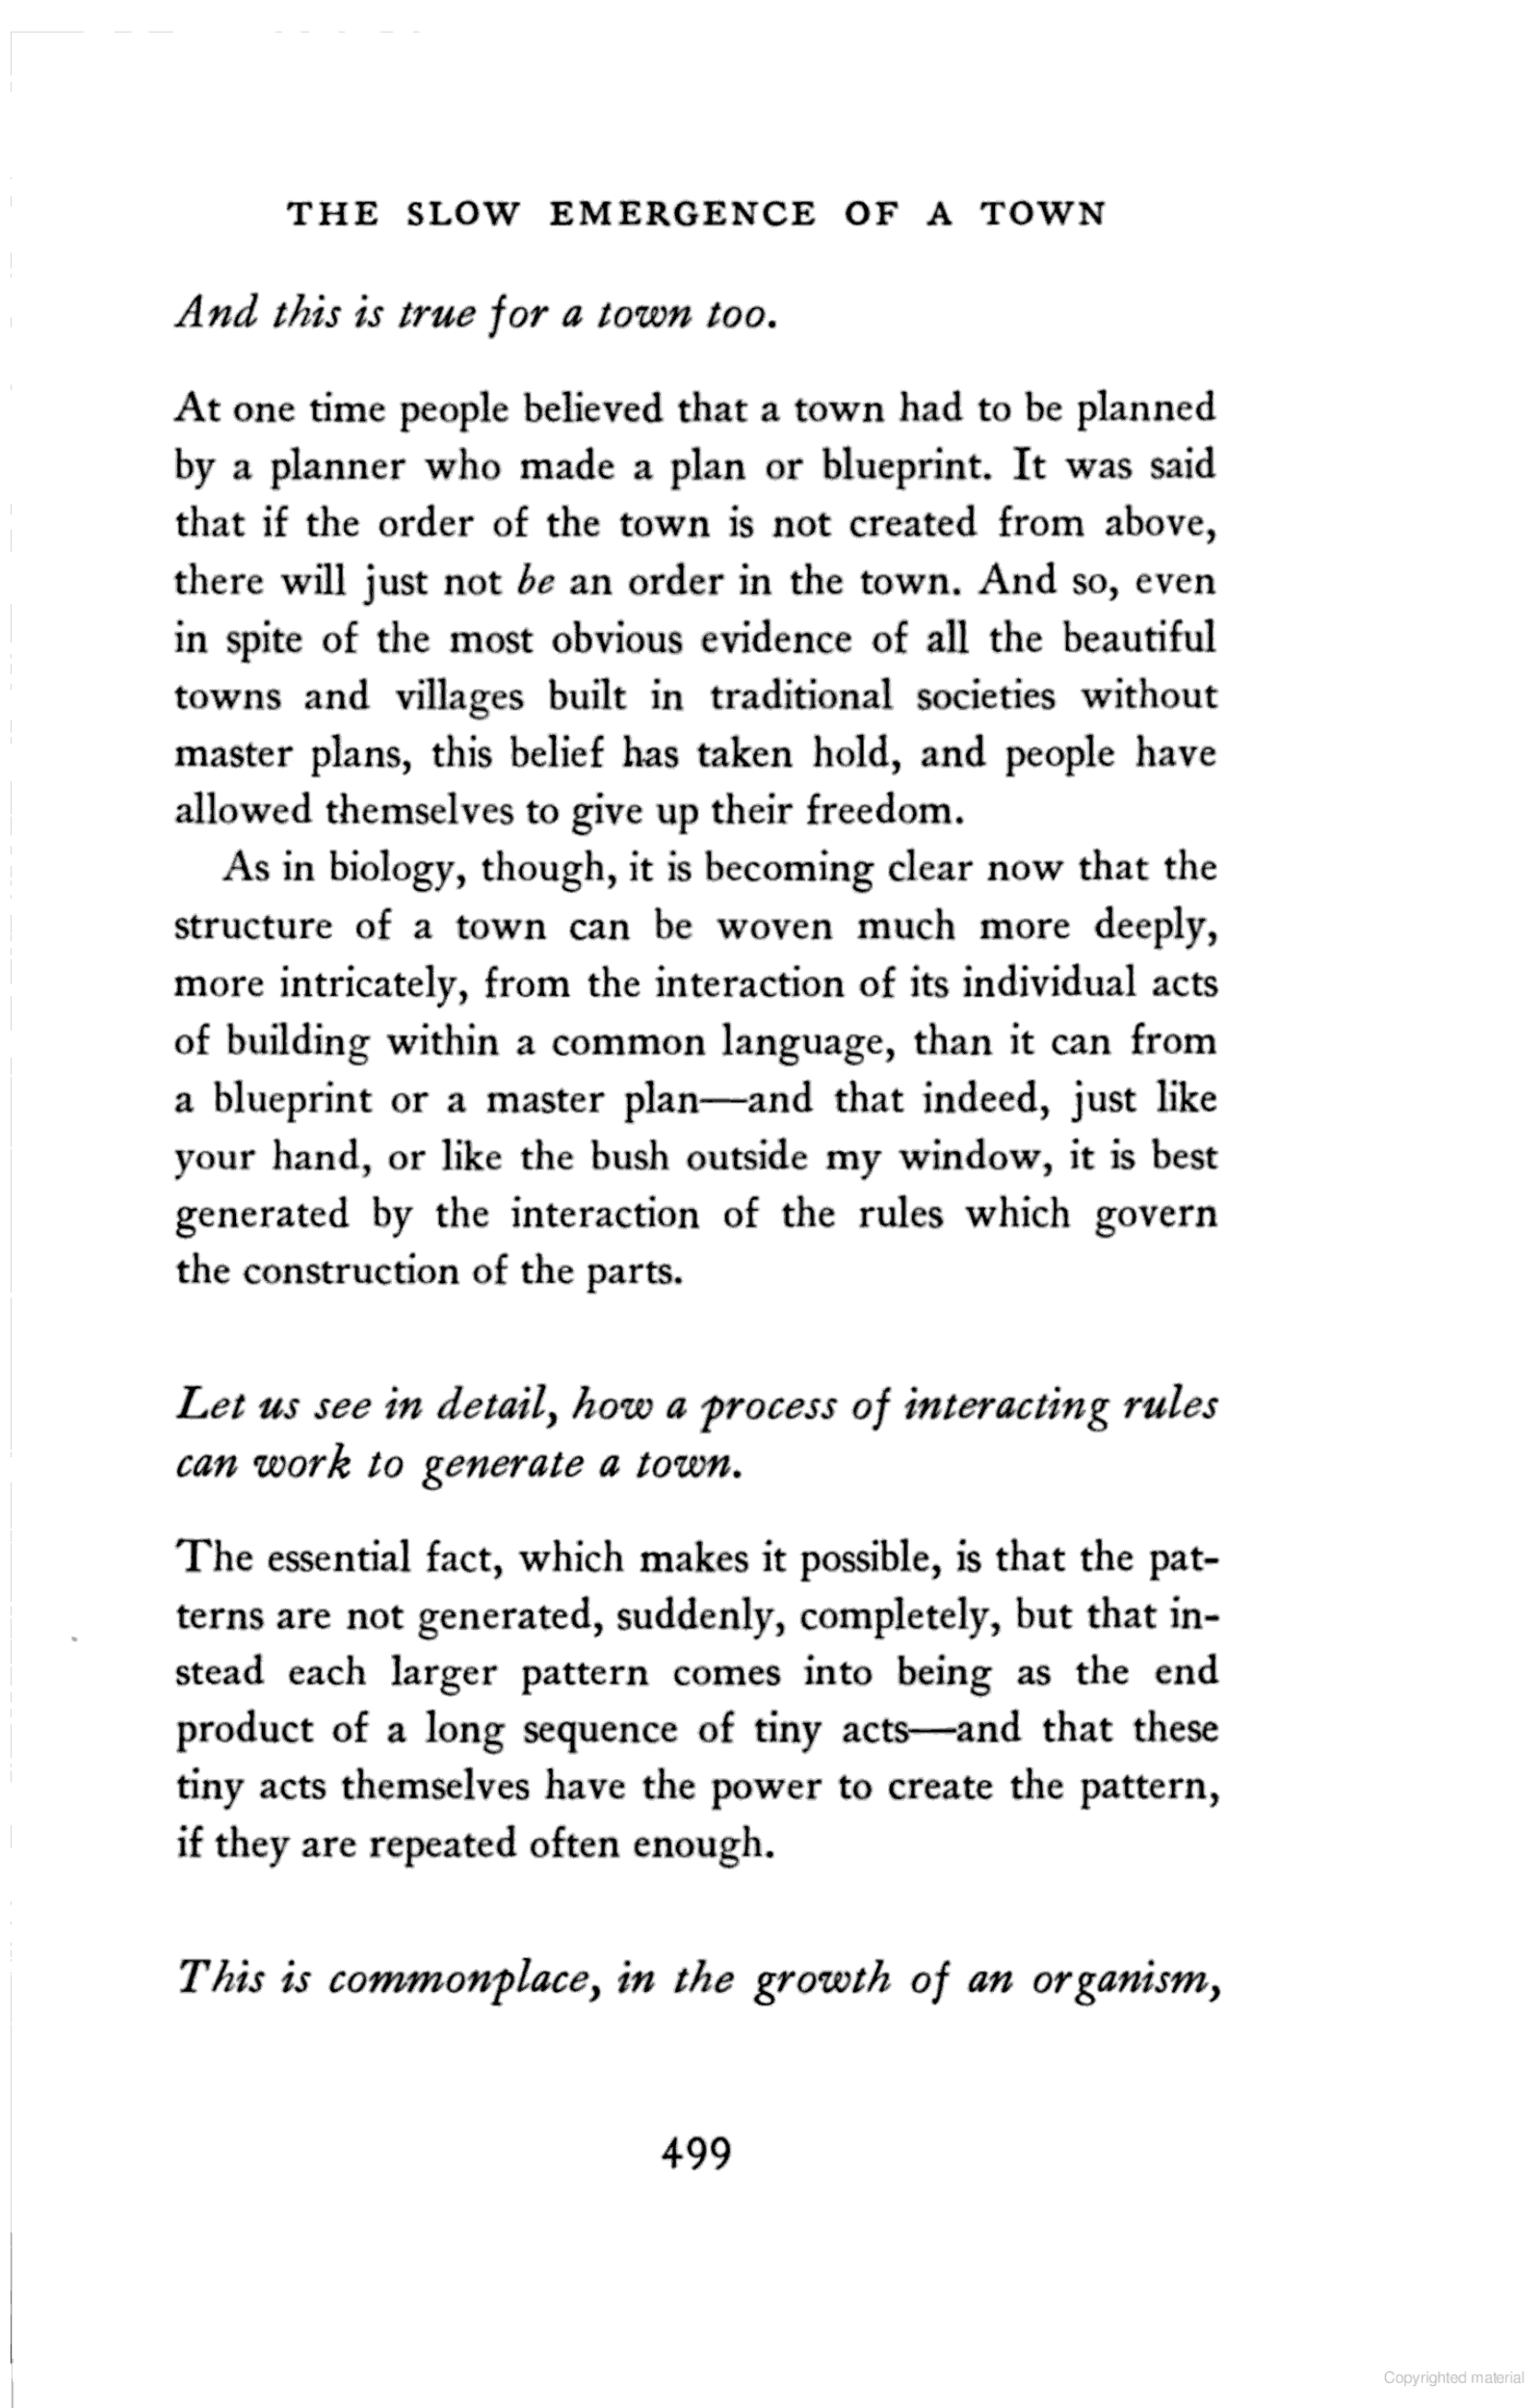 THE SLOW EMERGENCE OF A TOWN
And this is true for a town too.
At one time people believed that a town had to be planned
by a planner who made a plan or blueprint. It was said
that if the order of the town is not created from above,
there will just not be an order in the town. And so, even
in spite of the most obvious evidence of all the beautiful
towns and villages built in traditional societies without
master plans, this belief has taken hold, and people have
allowed themselves to give up their freedom.
As in biology, though, it is becoming clear now that the
structure of a town can be woven much more deeply,
more intricately, from the interaction of its individual acts
of building within a common language, than it can from
a blueprint or a master plan—and that indeed, just like
your hand, or like the bush outside my window, it is best
generated by the interaction of the rules which govern
the construction of the parts.
Let us see in detail, how a process of interacting rules
can work to generate a town.
The essential fact, which makes it possible, is that the pat-
terns are not generated, suddenly, completely, but that in-
stead each larger pattern comes into being as the end
product of a long sequence of tiny acts—and that these
tiny acts themselves have the power to create the pattern,
if they are repeated often enough.
This is commonplace, in the growth of an organism,
499
Copyrighted material